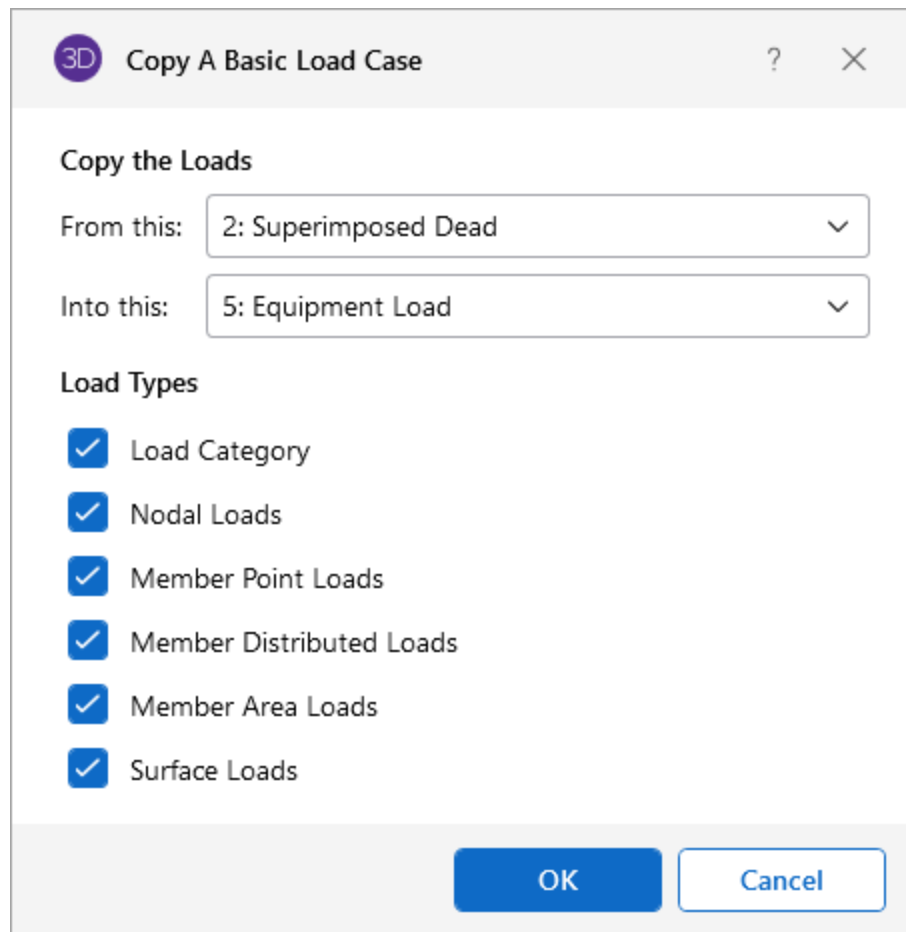 3D Copy A Basic Load Case ?
Copy the Loads
From this: 2: Superimposed Dead
Into this: 5: Equipment Load
Load Types
Load Category
Nodal Loads
Member Point Loads
Member Distributed Loads
Member Area Loads
Surface Loads
OK Cancel